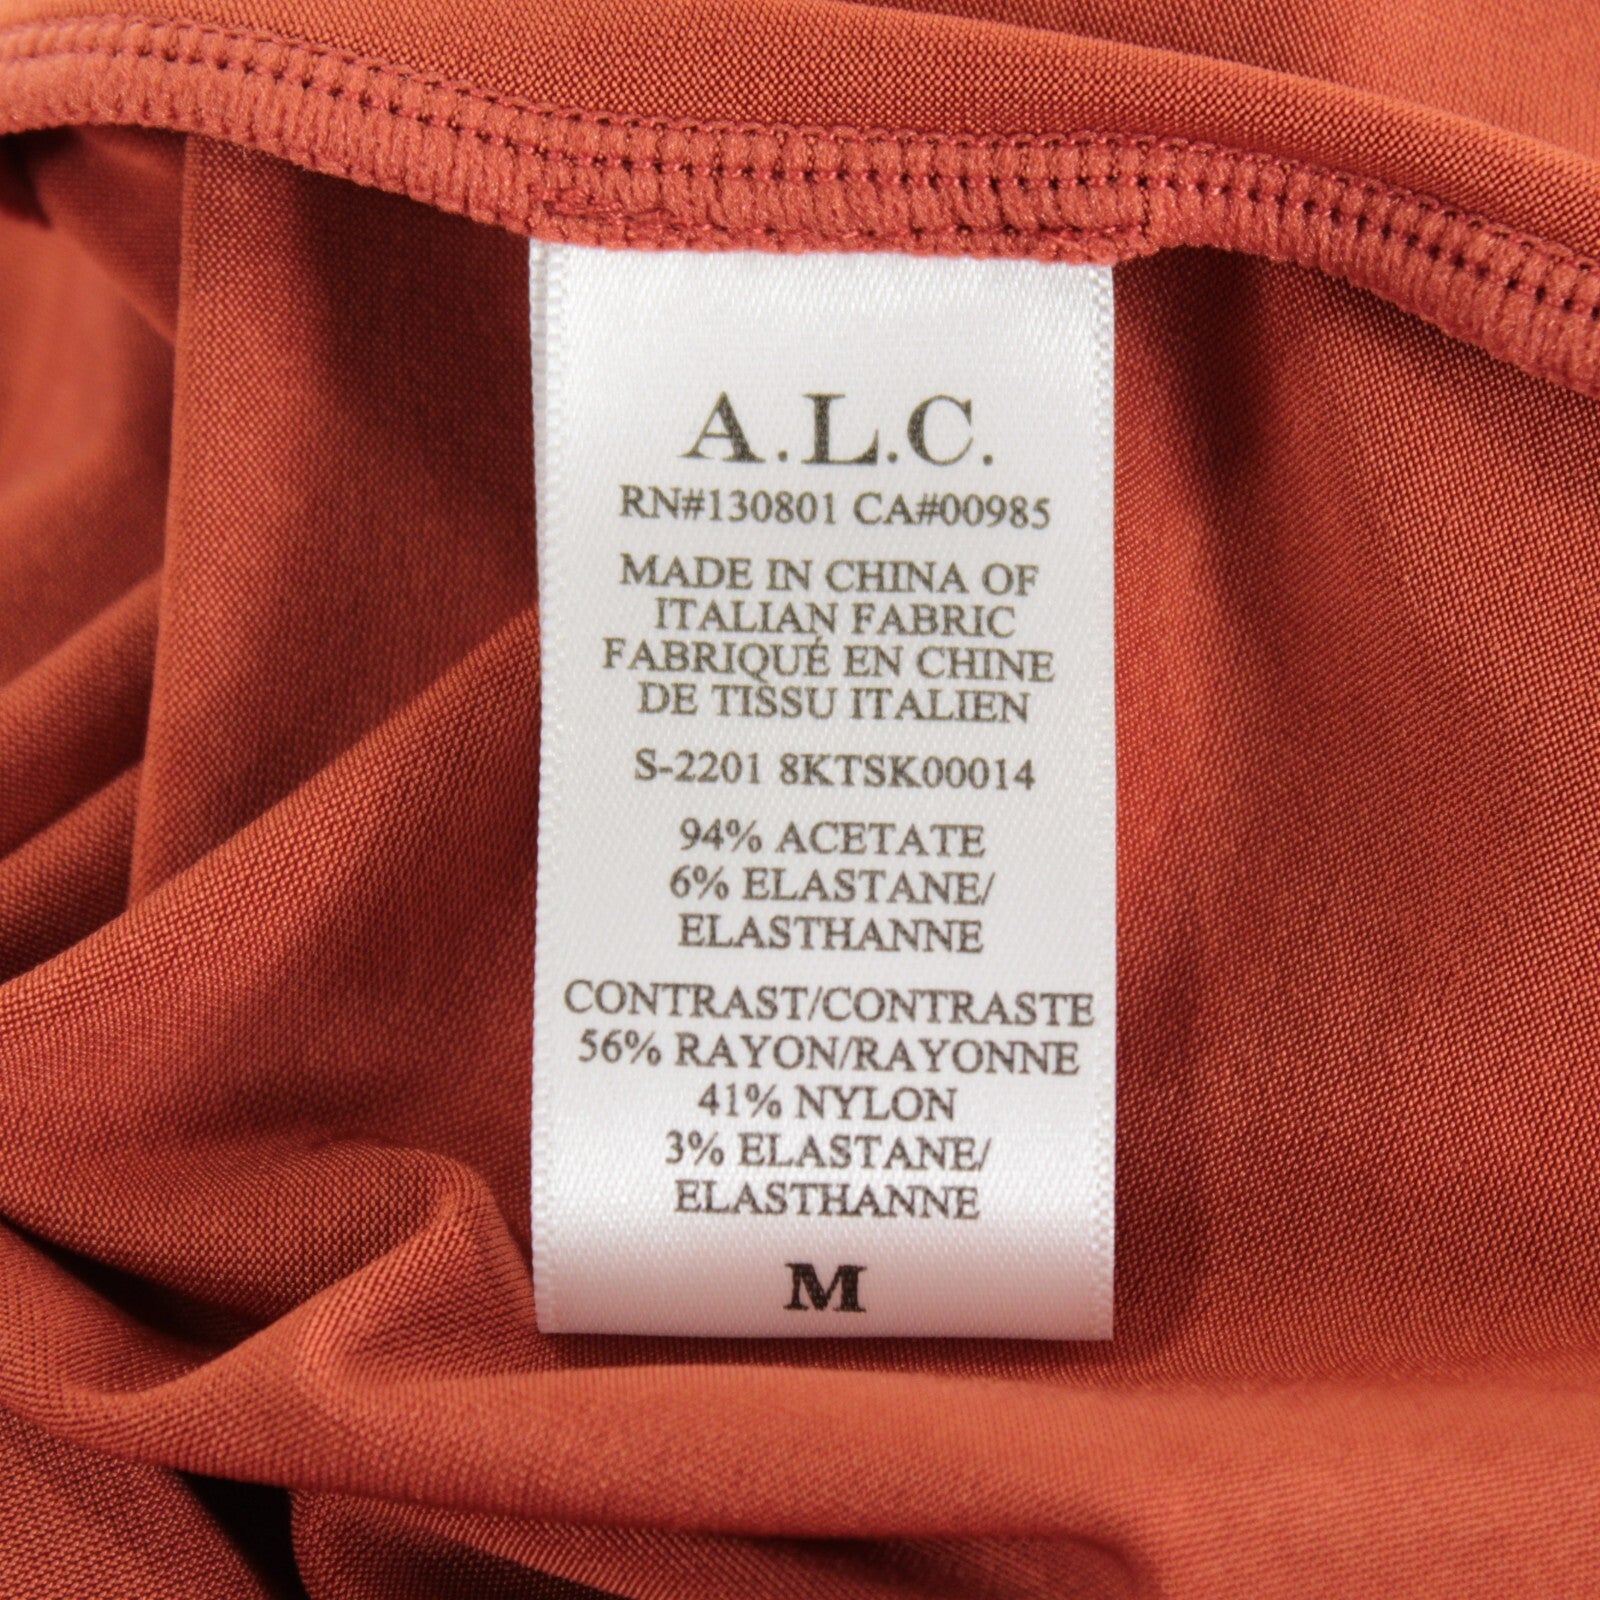 A.L.C.
RN#130801 CA#00985
MADE IN CHINA OF
ITALIAN FABRIC
FABRIQUÉ EN CHINE
DE TISSU ITALIEN
S-2201 8KTSK00014
94% ACETATE
6% ELASTANE/
ELASTHANNE
CONTRAST/CONTRASTE
56% RAYON/RAYONNE
41% NYLON
3% ELASTANE/
ELASTHANNE
M